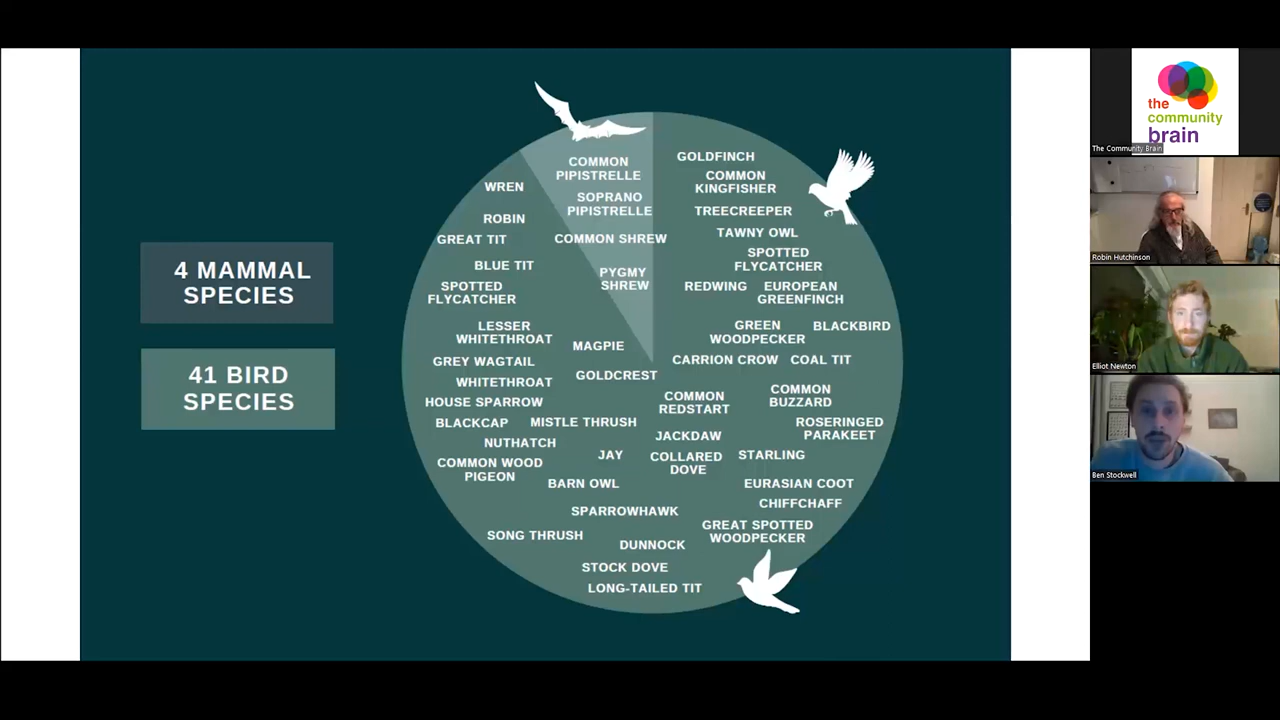 4 MAMMAL
SPECIES
41 BIRD
SPECIES
COMMON
PIPISTRELLE
SOPRANO
PIPISTRELLE
COMMON SHREW
PYGMY
SHREW
WREN
ROBIN
GREAT TIT
BLUE TIT
SPOTTED
FLYCATCHER
LESSER
WHITETHROAT
MAGPIE
GREY WAGTAIL
GOLDCREST
WHITETHROAT
HOUSE SPARROW
BLACKCAP
MISTLE THRUSH
NUTHATCH
JAY
COMMON WOOD
PIGEON
BARN OWL
SPARROWHAWK
SONG THRUSH
DUNNOCK
STOCK DOVE
LONG-TAILED TIT
GOLDFINCH
COMMON
KINGFISHER
TREECREEPER
TAWNY OWL
SPOTTED
FLYCATCHER
REDWING
EUROPEAN
GREENFINCH
GREEN
WOODPECKER
BLACKBIRD
CARRION CROW
COAL TIT
COMMON
REDSTART
COMMON
BUZZARD
JACKDAW
ROSERINGED
PARAKEET
COLLARED
DOVE
STARLING
EURASIAN COOT
CHIFFCHAFF
GREAT SPOTTED
WOODPECKER
the
community
brain
The Community Brain
Robin Hutchinson
Elliot Newton
Ben Stockwell